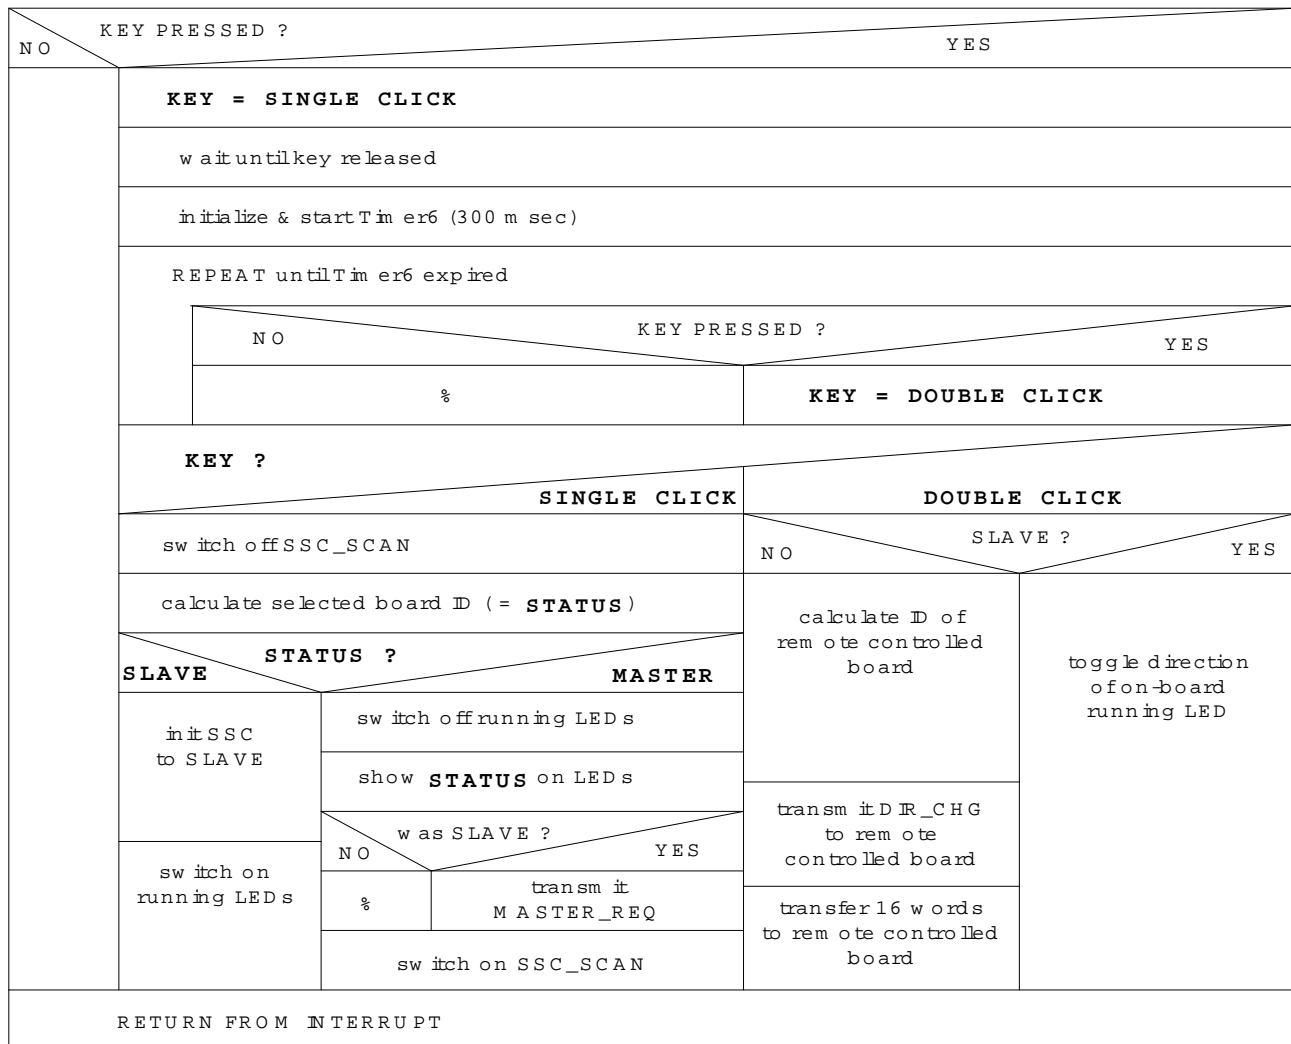 KEY PRESSED ?
NO
YES
KEY = SINGLE CLICK
wait until key released
initialize & start Timer6 (300 msec)
REPEAT until Timer6 expired
KEY PRESSED ?
NO
YES
%
KEY = DOUBLE CLICK
KEY ?
SINGLE CLICK
DOUBLE CLICK
switch off SSC_SCAN
SLAVE ?
NO
YES
calculate selected board ID (= STATUS)
calculate ID of
remote controlled
board
toggle direction
of on-board
running LED
STATUS ?
SLAVE
MASTER
init SSC
to SLAVE
switch off running LEDs
show STATUS on LEDs
transmit DIR_CHG
to remote
controlled board
was SLAVE ?
NO
YES
switch on
running LEDs
%
transmit
MASTER_REQ
transfer 16 words
to remote controlled
board
switch on SSC_SCAN
RETURN FROM INTERRUPT